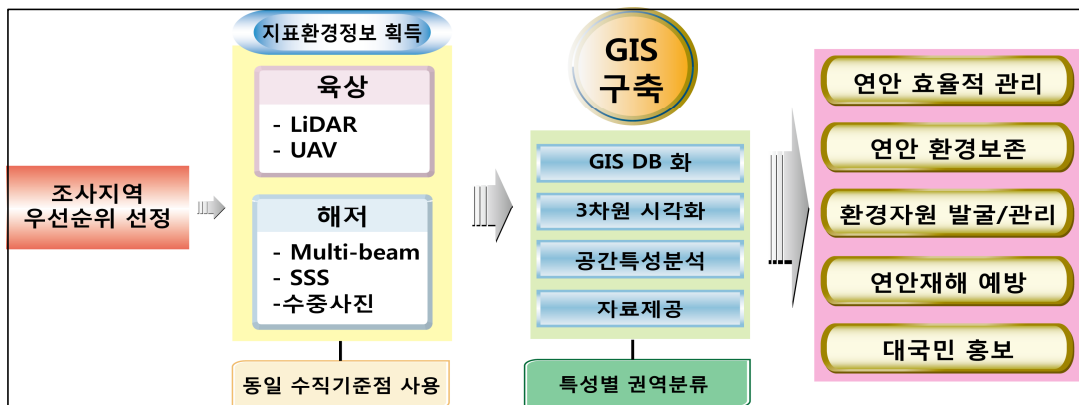 조사지역
우선순위 선정
지표환경정보 획득
육상
- LiDAR
- UAV
해저
- Multi-beam
- SSS
-수중사진
동일 수직기준점 사용
GIS
구축
GIS DB 화
3차원 시각화
공간특성분석
자료제공
특성별 권역분류
연안 효율적 관리
연안 환경보존
환경자원 발굴/관리
연안재해 예방
대국민 홍보